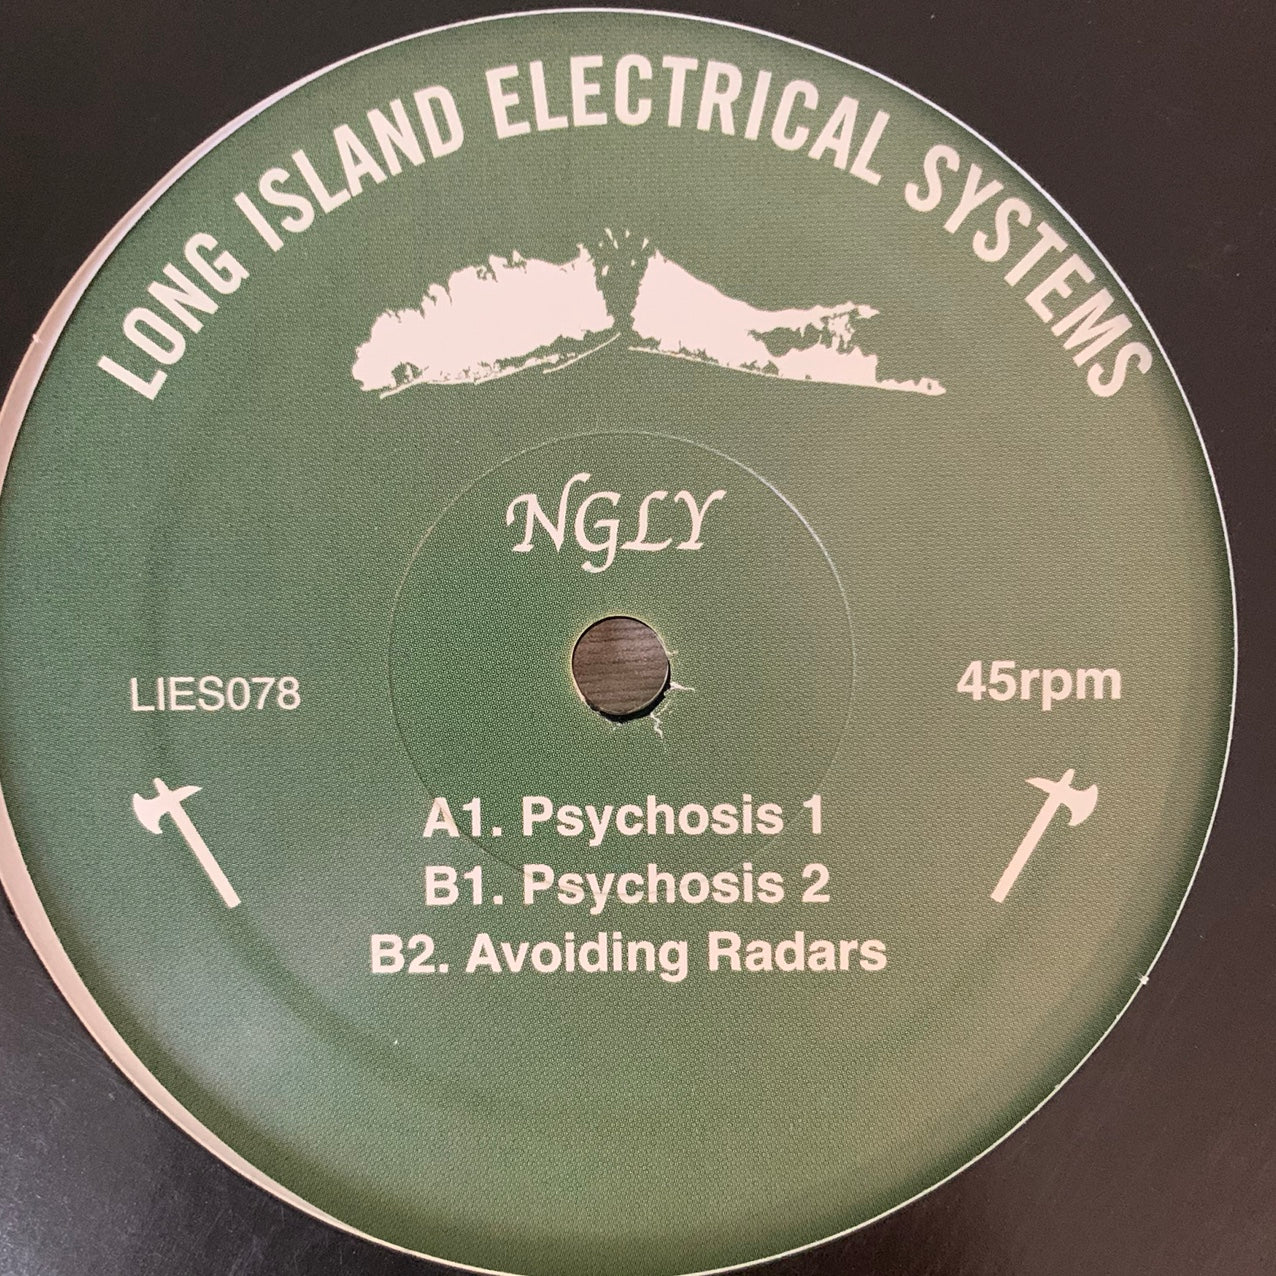 LONG ISLAND ELECTRICAL SYSTEMS
NGLY
LIES078
45rpm
A1. Psychosis 1
B1. Psychosis 2
B2. Avoiding Radars